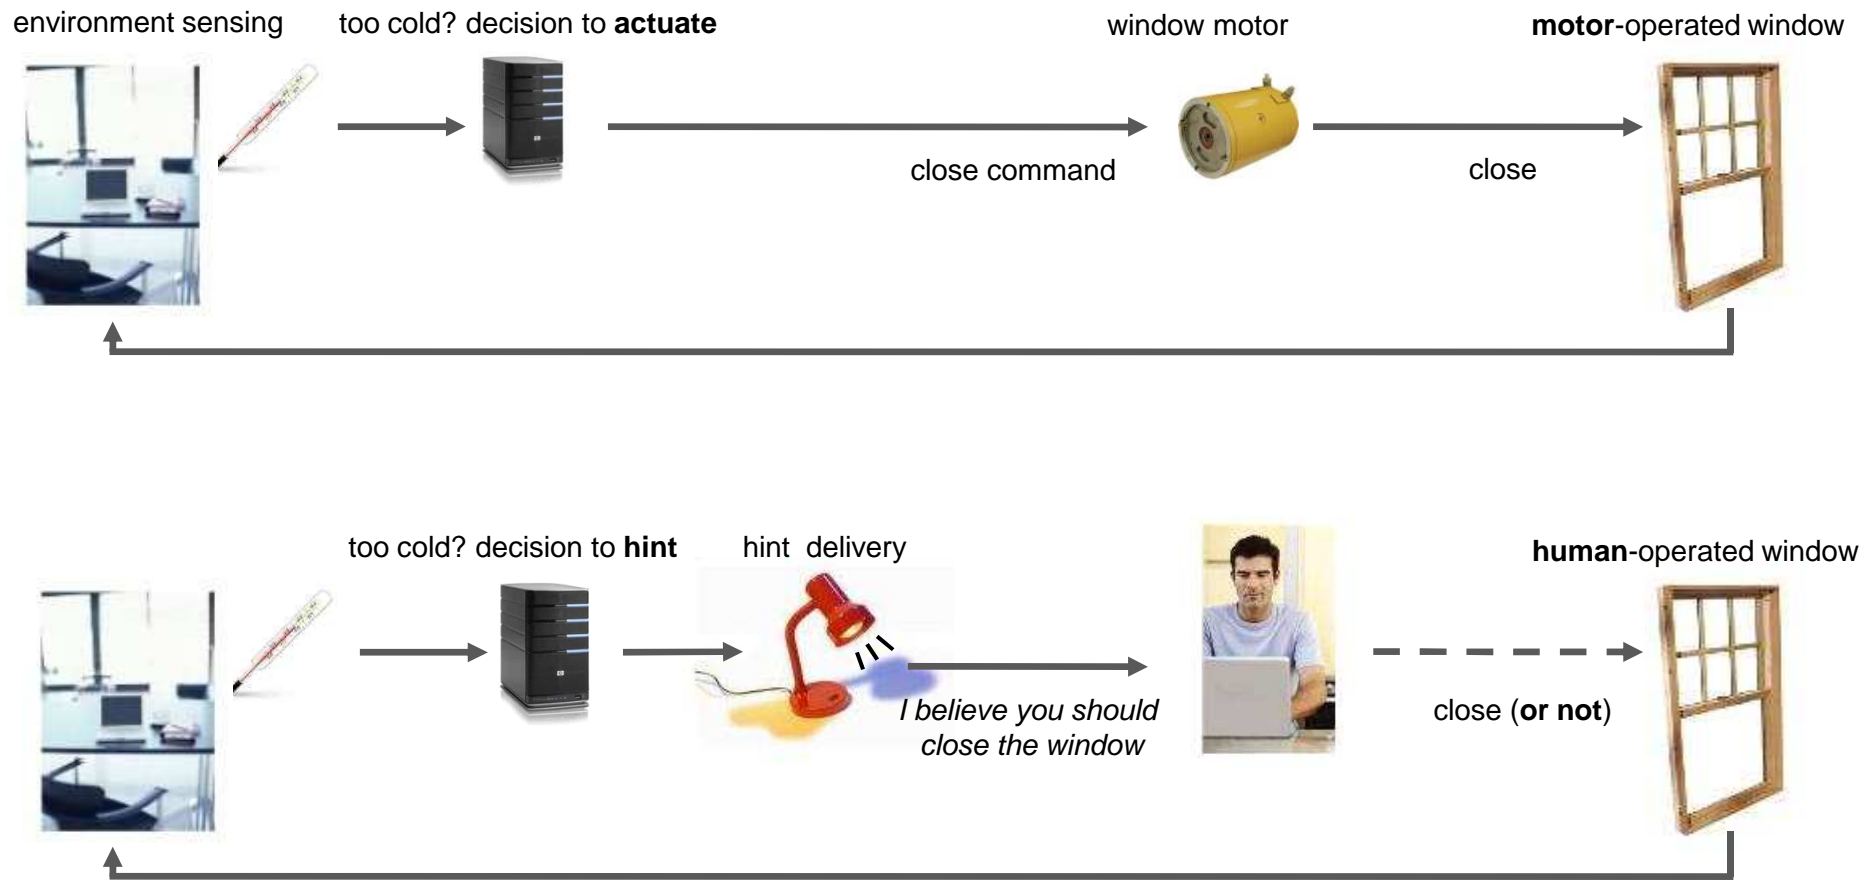 environment sensing
too cold? decision to actuate
window motor
motor-operated window
close command
close
too cold? decision to hint
hint delivery
human-operated window
I believe you should
close the window
close (or not)